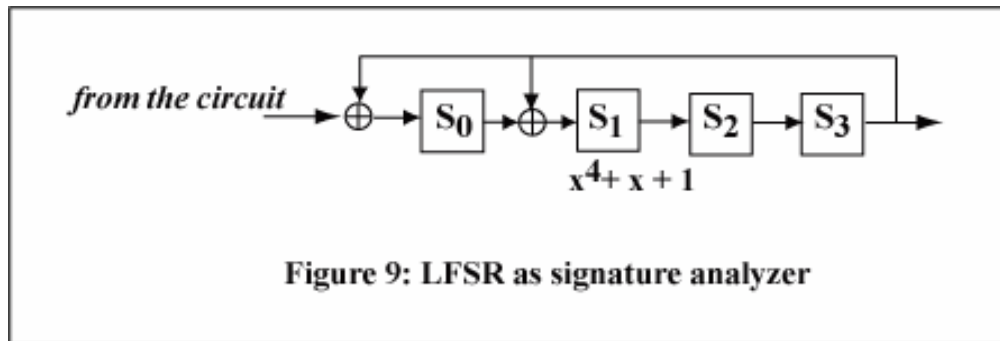 from the circuit
S0
S1
S2
S3
x4+ x + 1
Figure 9: LFSR as signature analyzer